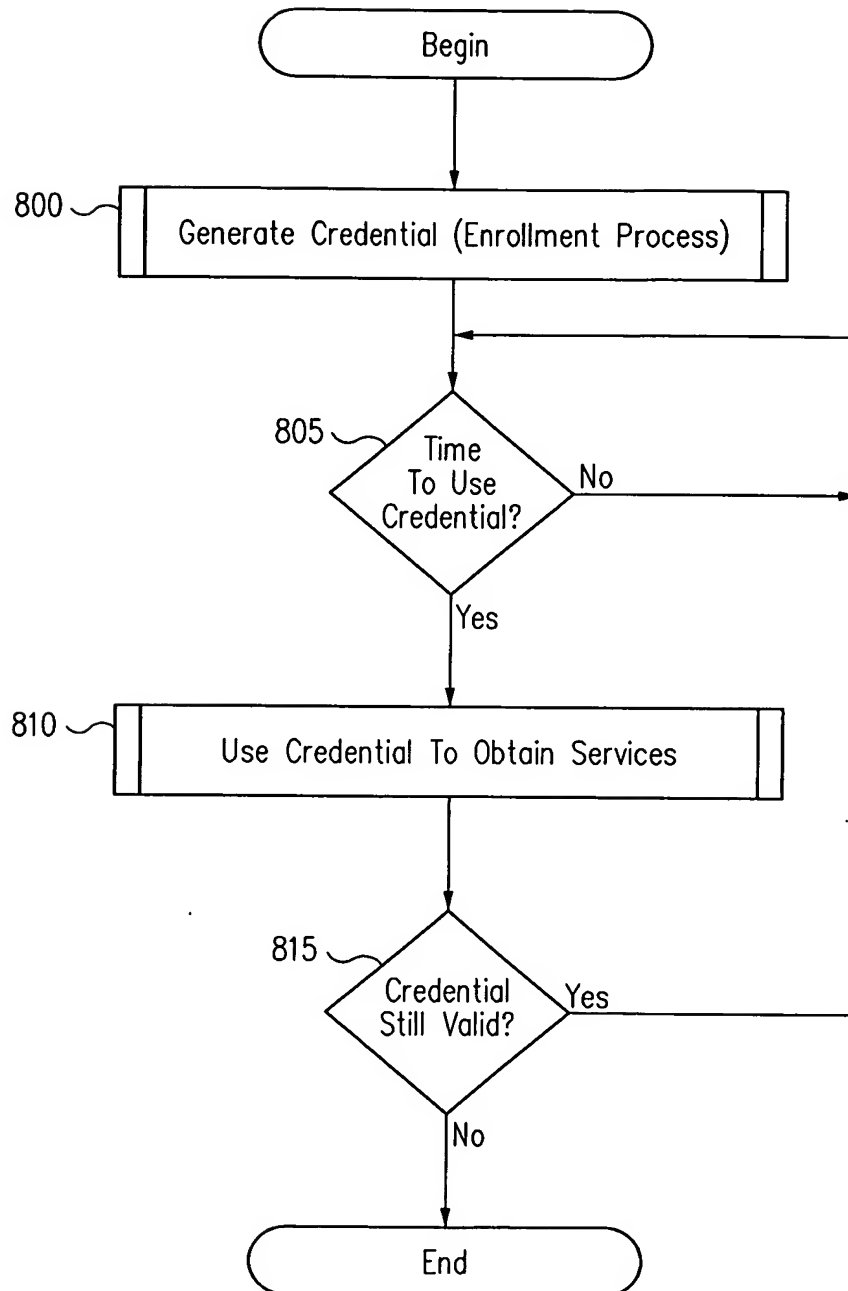 Begin
800
Generate Credential (Enrollment Process)
805
Time
To Use
Credential?
No
Yes
810
Use Credential To Obtain Services
815
Credential
Still Valid?
Yes
No
End